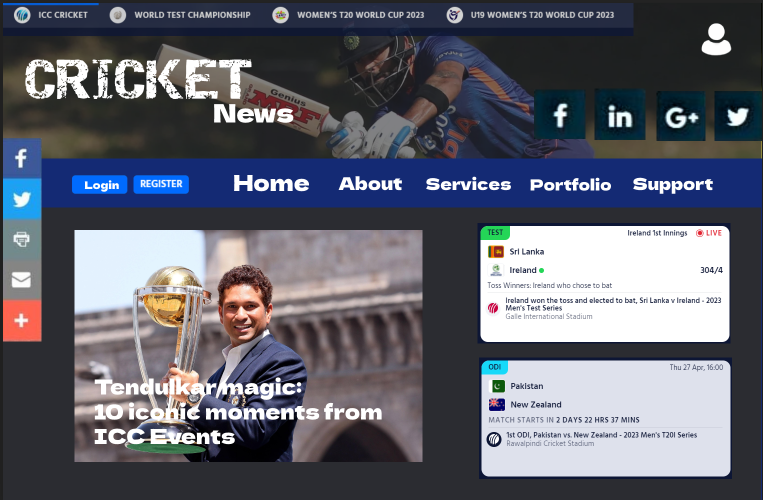 ICC CRICKET
WORLD TEST CHAMPIONSHIP
WOMEN'S T20 WORLD CUP 2023
U19 WOMEN'S T20 WORLD CUP 2023
CRICKET
News
Genius
MRF
INDIA
f
in
G+
f
Login
REGISTER
Home
About
Services
Portfolio
Support
Tendulkar magic:
10 iconic moments from
ICC Events
TEST
Ireland 1st Innings
LIVE
Sri Lanka
Ireland
304/4
Toss Winners: Ireland who chose to bat
Ireland won the toss and elected to bat, Sri Lanka v Ireland - 2023
Men's Test Series
Galle International Stadium
ODI
Thu 27 Apr, 16:00
Pakistan
New Zealand
MATCH STARTS IN 2 DAYS 22 HRS 37 MINS
1st ODI, Pakistan vs. New Zealand - 2023 Men's T20I Series
Rawalpindi Cricket Stadium